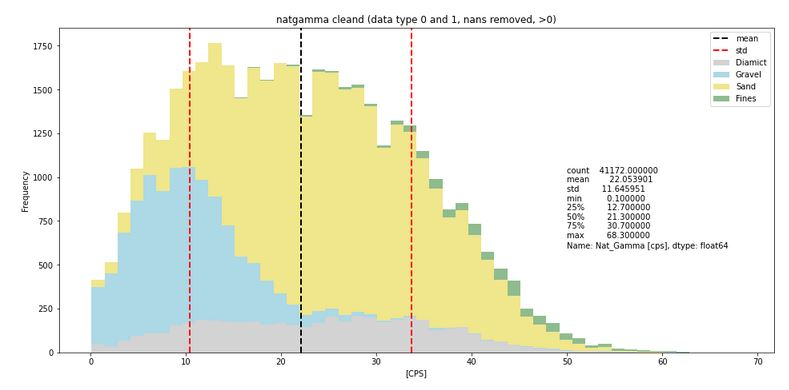 natgamma cleand (data type 0 and 1, nans removed, >0)
mean
std
Diamict
Gravel
Sand
Fines
1750
1500
1250
1000
750
500
250
0
Frequency
count 41172.000000
mean 22.053901
std 11.645951
min 0.100000
25% 12.700000
50% 21.300000
75% 30.700000
max 68.300000
Name: Nat_Gamma [cps], dtype: float64
0 10 20 30 40 50 60 70
[CPS]